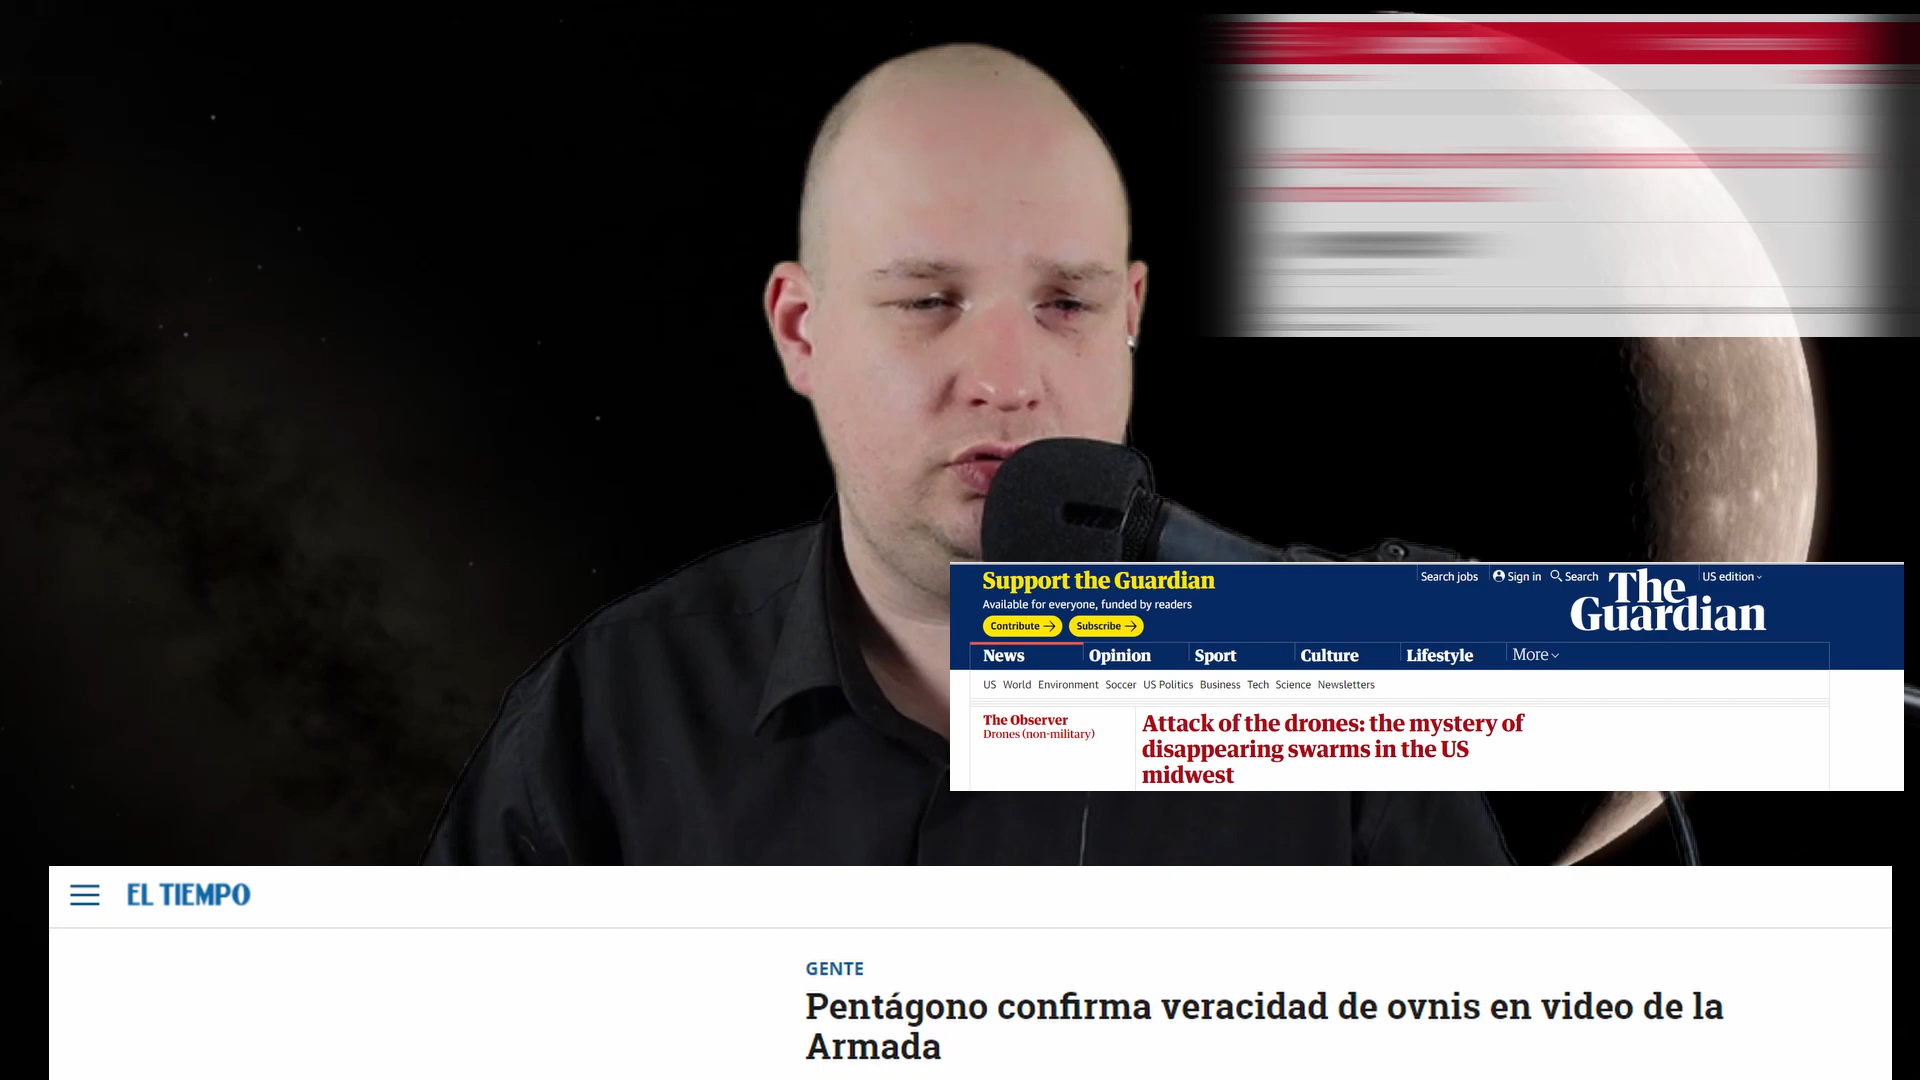 Support the Guardian
Available for everyone, funded by readers
Contribute
Subscribe
Search jobs
Sign in
Search
US edition
The
Guardian
News
Opinion
Sport
Culture
Lifestyle
More
US World Environment Soccer US Politics Business Tech Science Newsletters
The Observer
Drones (non-military)
Attack of the drones: the mystery of
disappearing swarms in the US
midwest
EL TIEMPO
GENTE
Pentágono confirma veracidad de ovnis en video de la
Armada